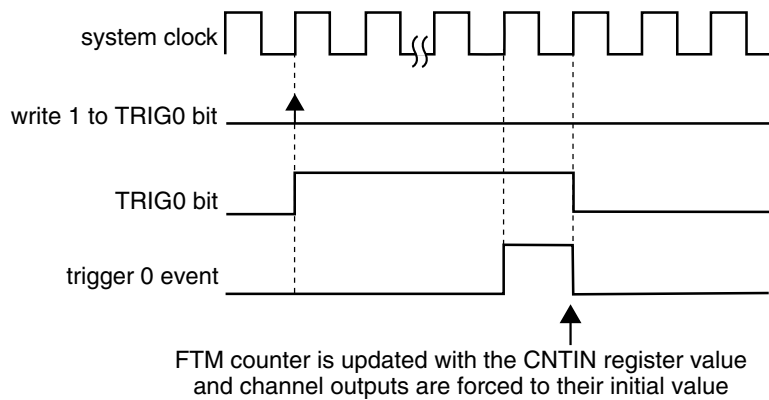 system clock
write 1 to TRIG0 bit
TRIG0 bit
trigger 0 event
FTM counter is updated with the CNTIN register value
and channel outputs are forced to their initial value